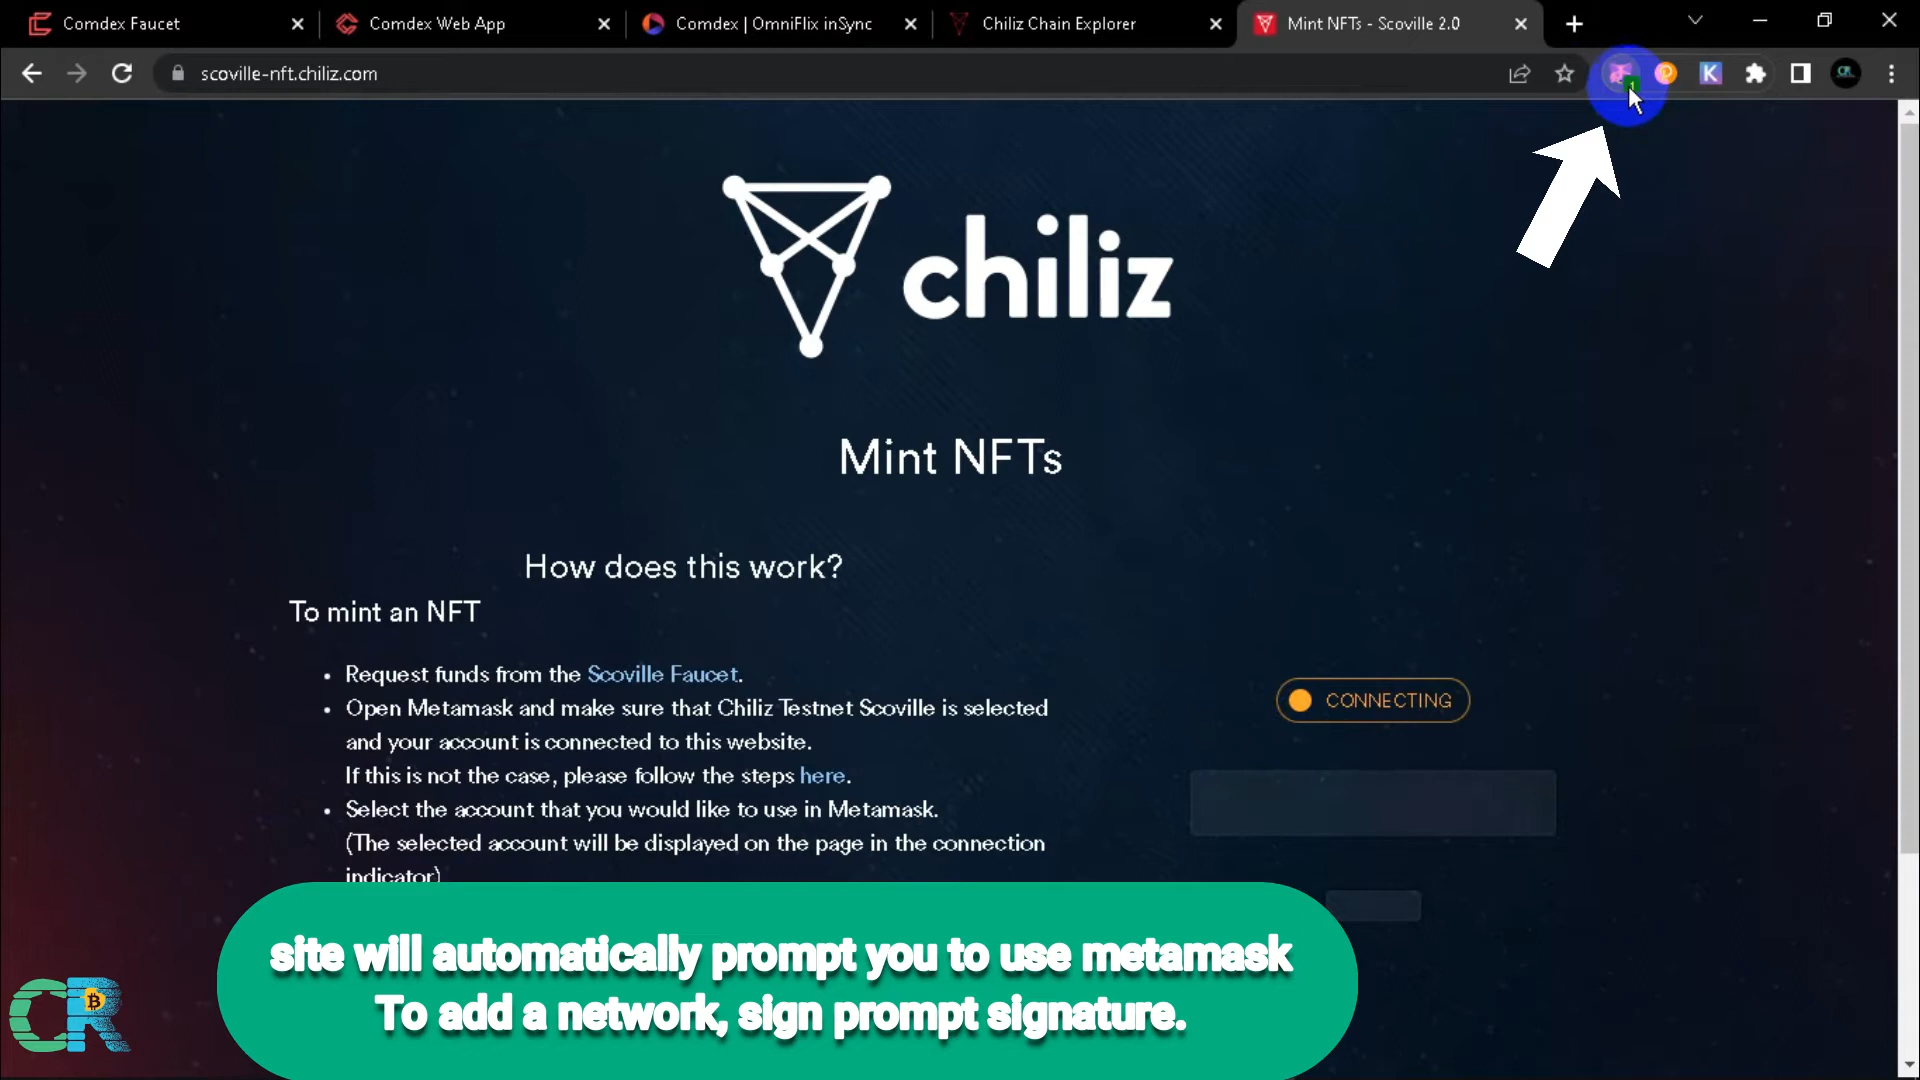 Comdex Faucet
Comdex Web App
Comdex | OmniFlix inSync
Chiliz Chain Explorer
Mint NFTs - Scoville 2.0
scoville-nft.chiliz.com
1
P
K
CR
chiliz
Mint NFTs
How does this work?
To mint an NFT
Request funds from the Scoville Faucet.
Open Metamask and make sure that Chiliz Testnet Scoville is selected
and your account is connected to this website.
If this is not the case, please follow the steps here.
Select the account that you would like to use in Metamask.
(The selected account will be displayed on the page in the connection
indicator)
CONNECTING
site will automatically prompt you to use metamask
To add a network, sign prompt signature.
CR